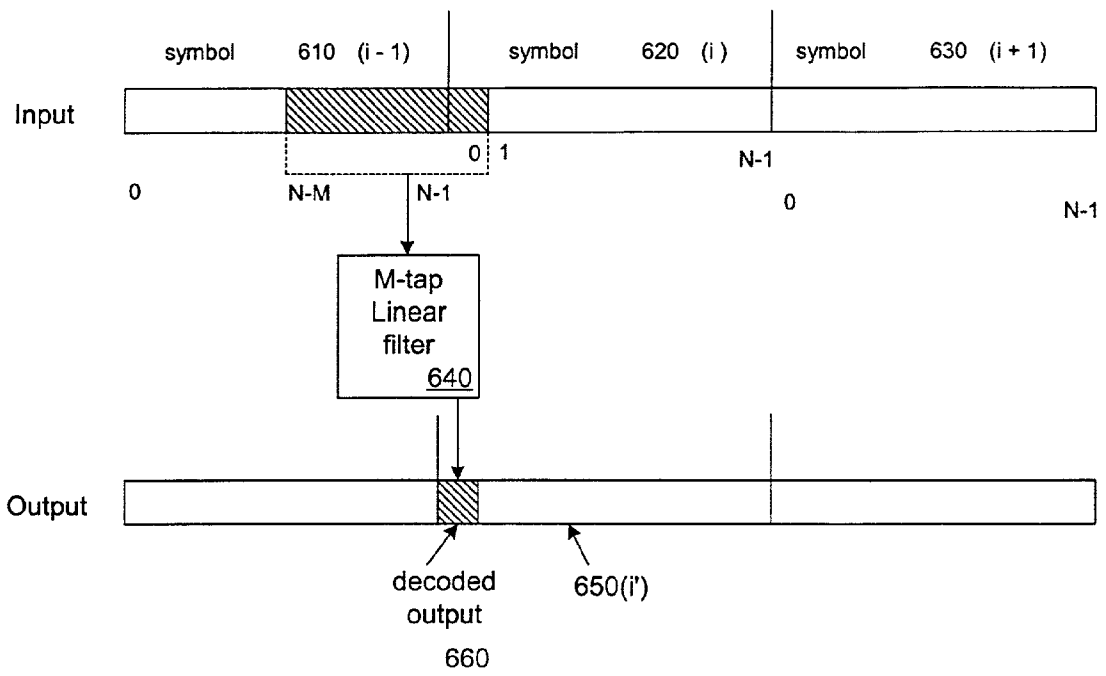 symbol 610 (i - 1) symbol 620 (i ) symbol 630 (i + 1)
Input
0 1 N-1
0 N-M N-1 0 N-1
M-tap
Linear
filter
640
Output
decoded
output
660
650(i')